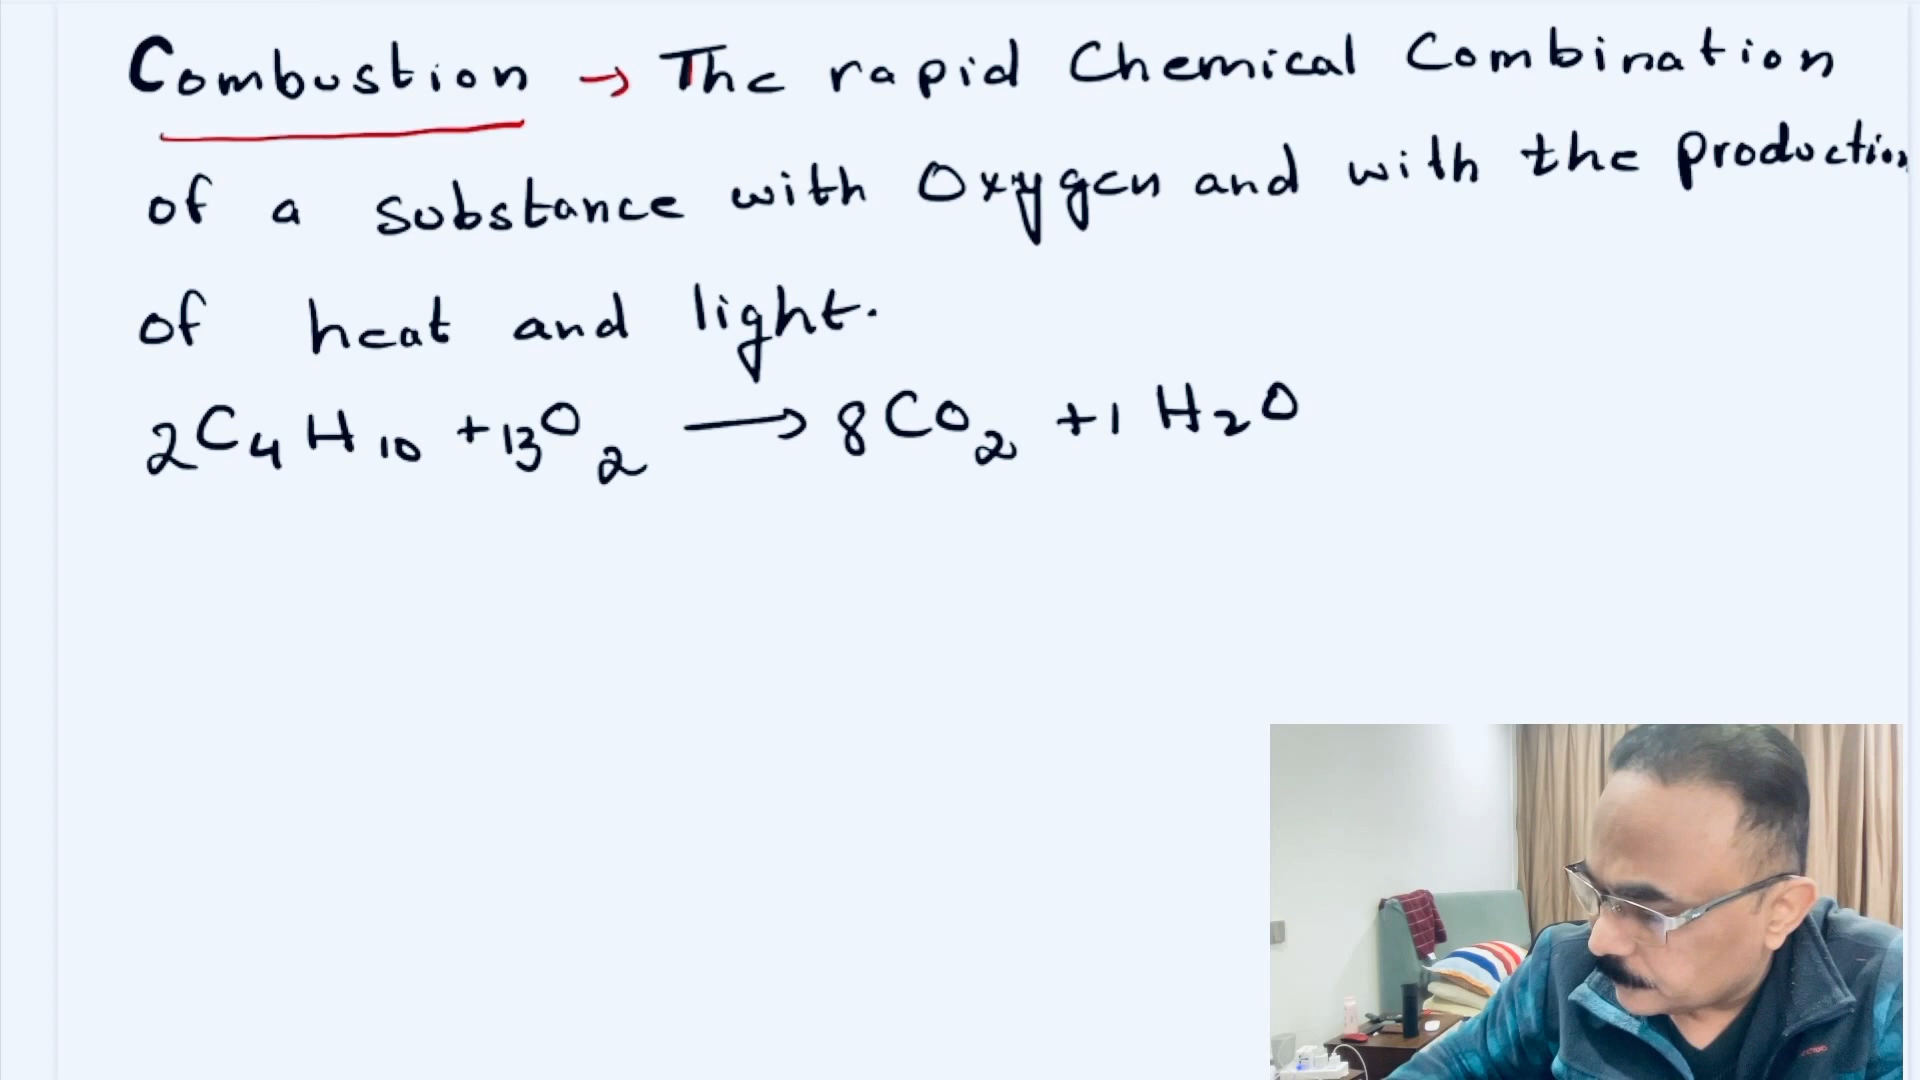 Combustion → The rapid Chemical Combination
of a substance with Oxygen and with the production
of heat and light.
2C₄H₁₀ + 13O₂ ⟶ 8CO₂ + 1 H₂O